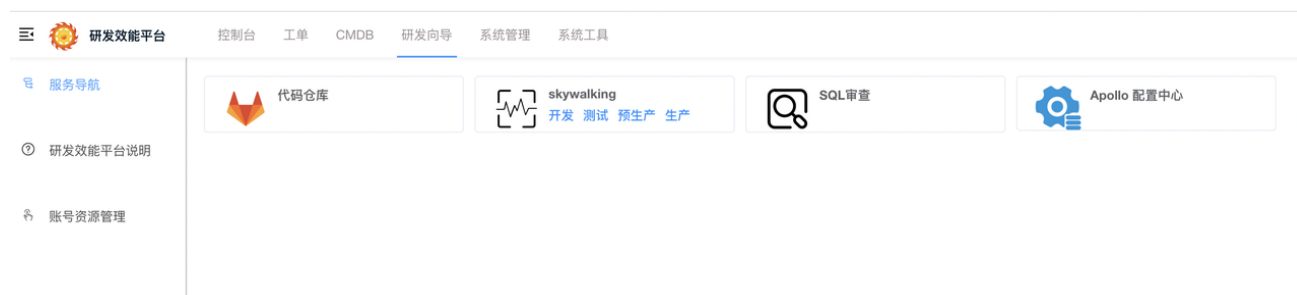 研发效能平台 控制台 工单 CMDB 研发向导 系统管理 系统工具
服务导航
研发效能平台说明
账号资源管理
代码仓库
skywalking
开发 测试 预生产 生产
SQL审查
Apollo 配置中心